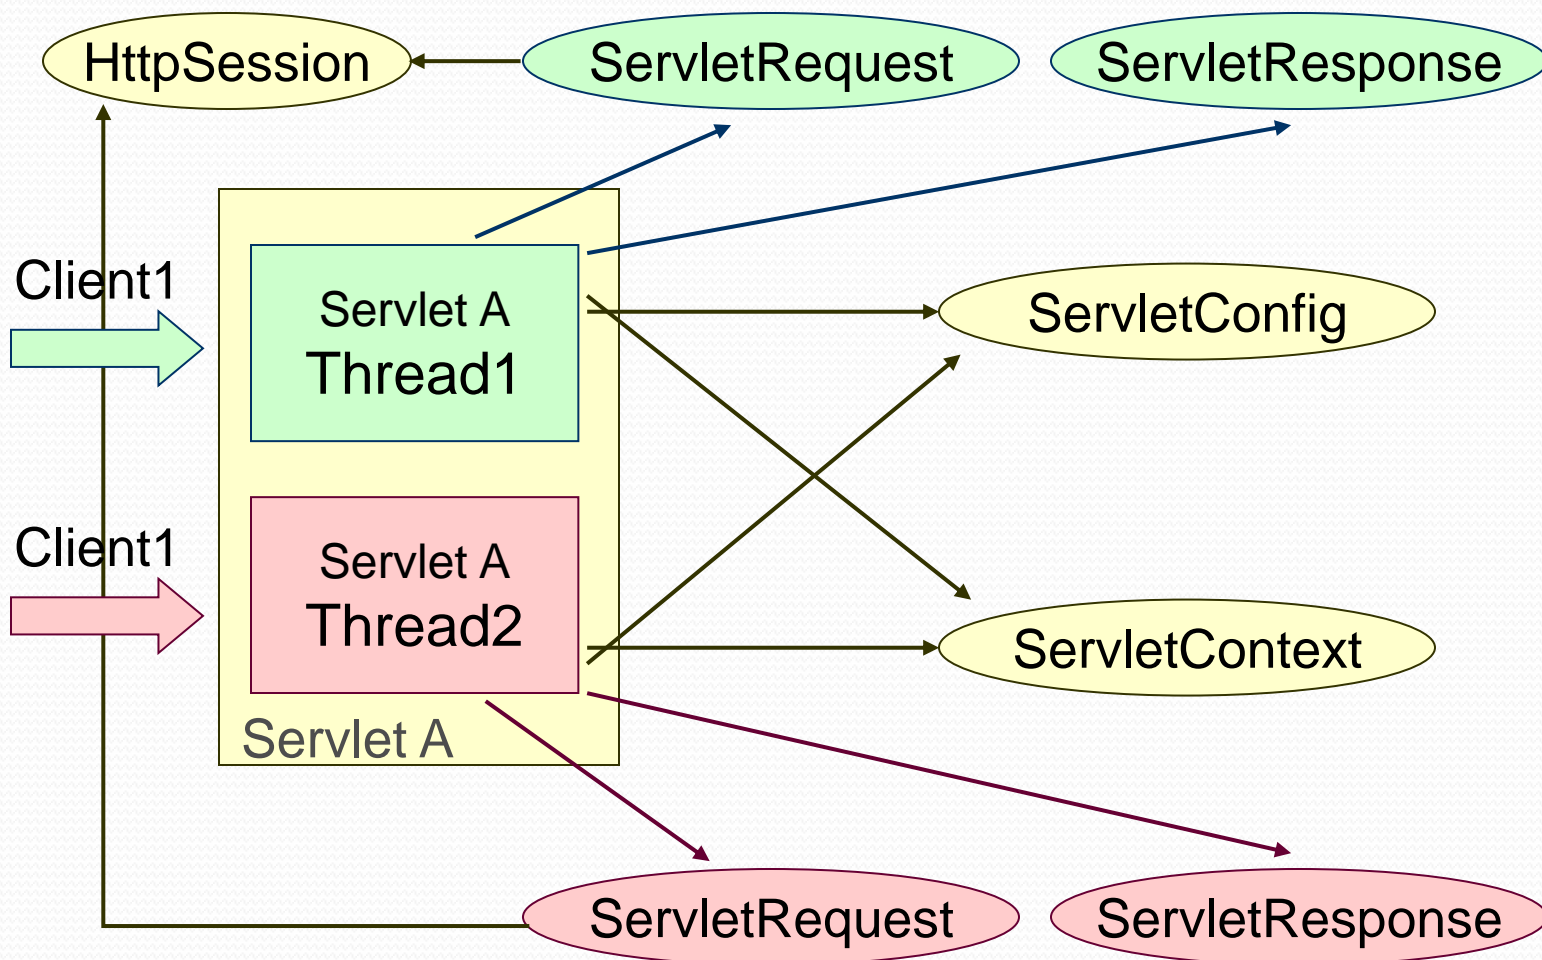 HttpSession
ServletRequest
ServletResponse
Client1
Servlet A
Thread1
ServletConfig
Client1
Servlet A
Thread2
ServletContext
Servlet A
ServletRequest
ServletResponse